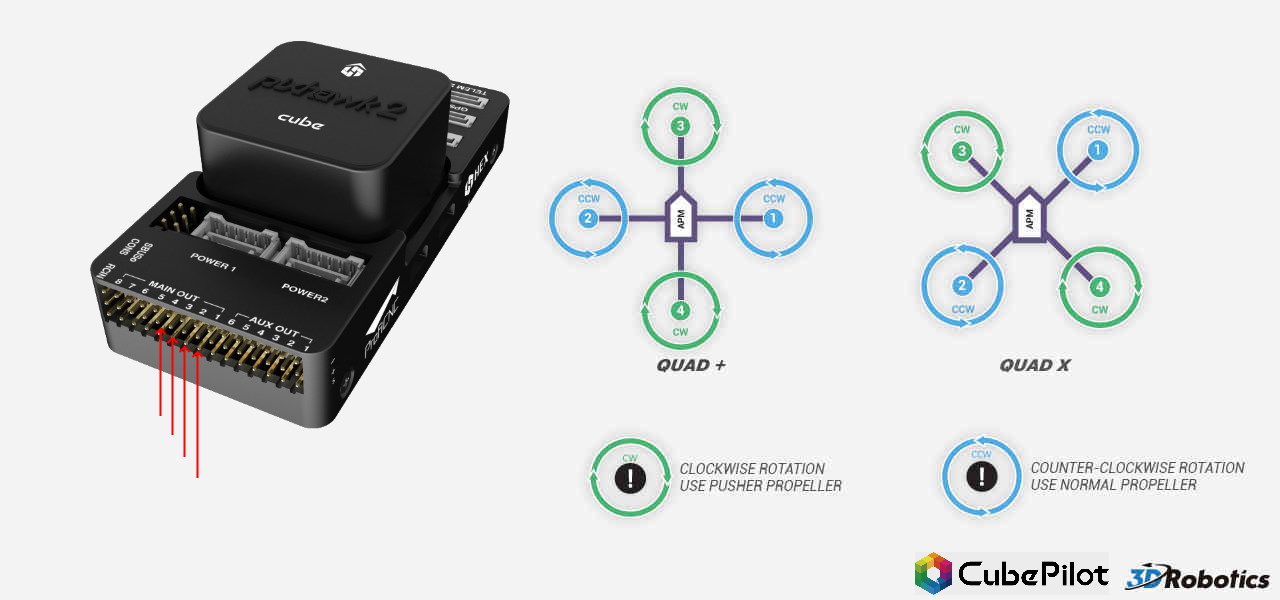 pixhawk2
cube
TELEM 2
GPS
HEX
SBUSo
CONS
RCIN
POWER 1
POWER2
MAIN OUT
8 7 6 5 4 3 2 1
AUX OUT
6 5 4 3 2 1
CW
3
CCW
2
APM
CCW
1
4
CW
QUAD +
CW
3
CCW
1
APM
2
CCW
4
CW
QUAD X
CW
!
CLOCKWISE ROTATION
USE PUSHER PROPELLER
CCW
!
COUNTER-CLOCKWISE ROTATION
USE NORMAL PROPELLER
CubePilot
3DRobotics